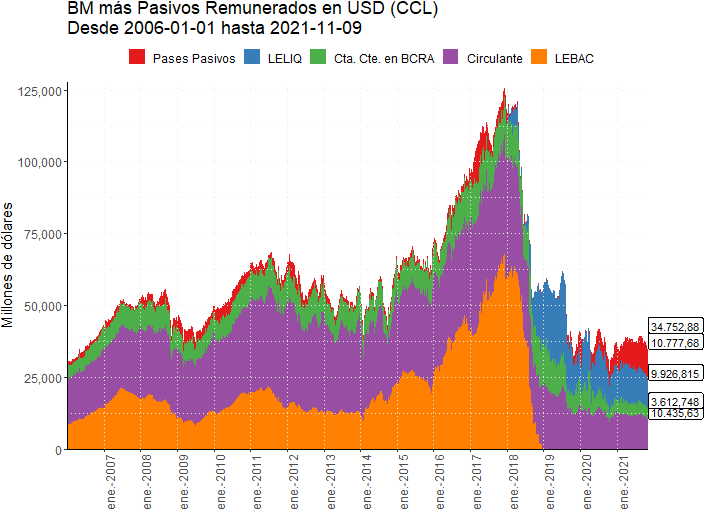 BM más Pasivos Remunerados en USD (CCL)
Desde 2006-01-01 hasta 2021-11-09
Pases Pasivos LELIQ Cta. Cte. en BCRA Circulante LEBAC
Millones de dólares
125,000
100,000
75,000
50,000
25,000
0
34.752,88
10.777,68
9.926,815
3.612,748
10.435,63
ene.-2007
ene.-2008
ene.-2009
ene.-2010
ene.-2011
ene.-2012
ene.-2013
ene.-2014
ene.-2015
ene.-2016
ene.-2017
ene.-2018
ene.-2019
ene.-2020
ene.-2021